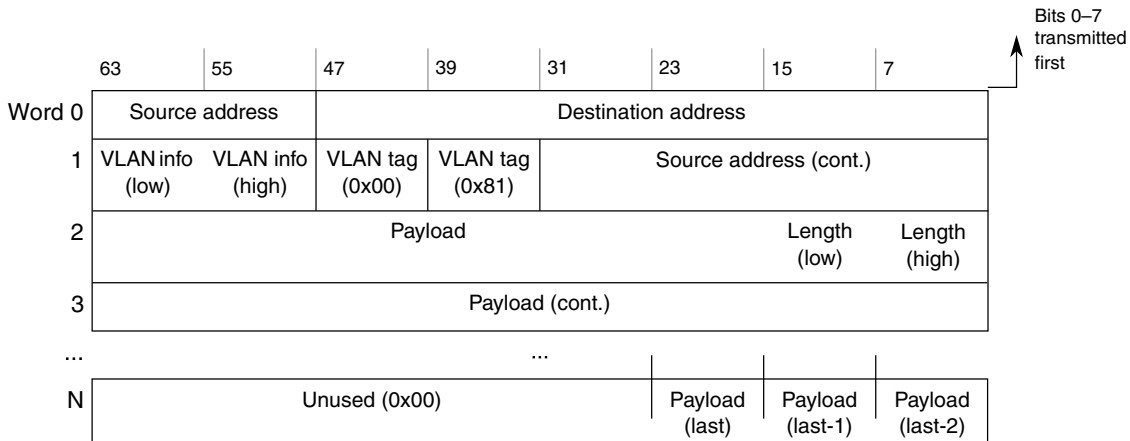 Bits 0–7
transmitted
first
63 55 47 39 31 23 15 7
Word 0 Source address Destination address
1 VLAN info (low) VLAN info (high) VLAN tag (0x00) VLAN tag (0x81) Source address (cont.)
2 Payload Length (low) Length (high)
3 Payload (cont.)
... ...
N Unused (0x00) Payload (last) Payload (last-1) Payload (last-2)